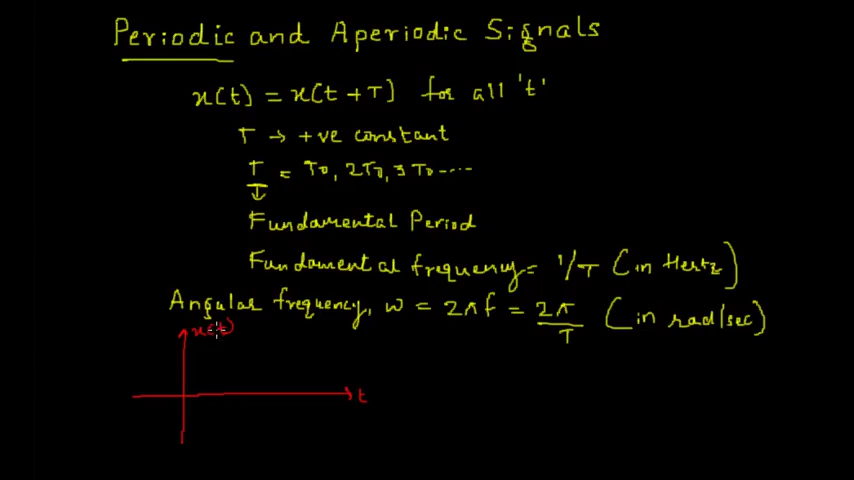 Periodic and Aperiodic Signals
x(t) = x(t + T) for all 't'
T → +ve constant
T = T0, 2T0, 3T0 ----
Fundamental Period
Fundamental frequency = 1/T (in Hertz)
Angular frequency, w = 2πf = 2π/T (in rad/sec)
x(t)
t